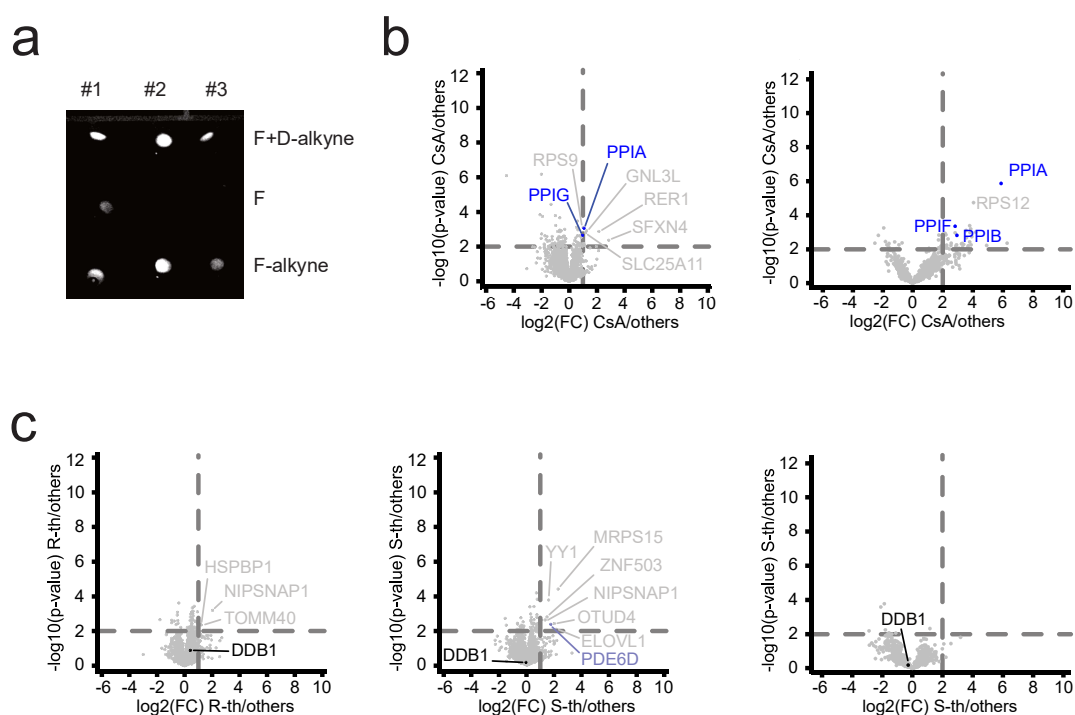 a
#1 #2 #3
F+D-alkyne
F
F-alkyne
b
-log10(p-value) CsA/others
12
10
8
6
4
2
0
RPS9
PPIA
GNL3L
PPIG
RER1
SFXN4
SLC25A11
-6 -4 -2 0 2 4 6 8 10
log2(FC) CsA/others
-log10(p-value) CsA/others
12
10
8
6
4
2
0
PPIA
RPS12
PPIF
PPIB
-6 -4 -2 0 2 4 6 8 10
log2(FC) CsA/others
c
-log10(p-value) R-th/others
12
10
8
6
4
2
0
HSPBP1
NIPSNAP1
TOMM40
DDB1
-6 -4 -2 0 2 4 6 8 10
log2(FC) R-th/others
-log10(p-value) S-th/others
12
10
8
6
4
2
0
MRPS15
YY1
ZNF503
NIPSNAP1
OTUD4
ELOVL1
DDB1
PDE6D
-6 -4 -2 0 2 4 6 8 10
log2(FC) S-th/others
-log10(p-value) S-th/others
12
10
8
6
4
2
0
DDB1
-6 -4 -2 0 2 4 6 8 10
log2(FC) S-th/others